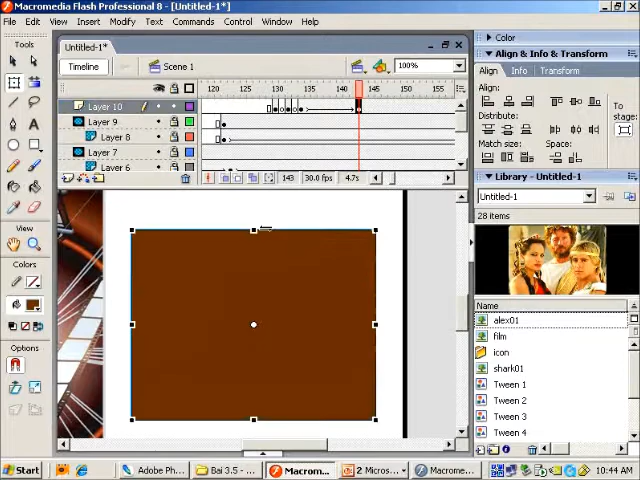 Macromedia Flash Professional 8 - [Untitled-1*]
File Edit View Insert Modify Text Commands Control Window Help
Tools
View
Colors
Options
Untitled-1*
Timeline
Scene 1
100%
120 125 130 135 140 145 150 155
Layer 10
Layer 9
Layer 8
Layer 7
Layer 6
143 30.0 fps 4.7s
Color
Align & Info & Transform
Align Info Transform
Align:
Distribute:
Match size: Space:
To stage:
Library - Untitled-1
Untitled-1
28 items
Name
alex01
film
icon
shark01
Tween 1
Tween 2
Tween 3
Tween 4
Start
Adobe Ph...
Bai 3.5 - ...
Macrom...
2 Micros...
Macrome...
10:44 AM